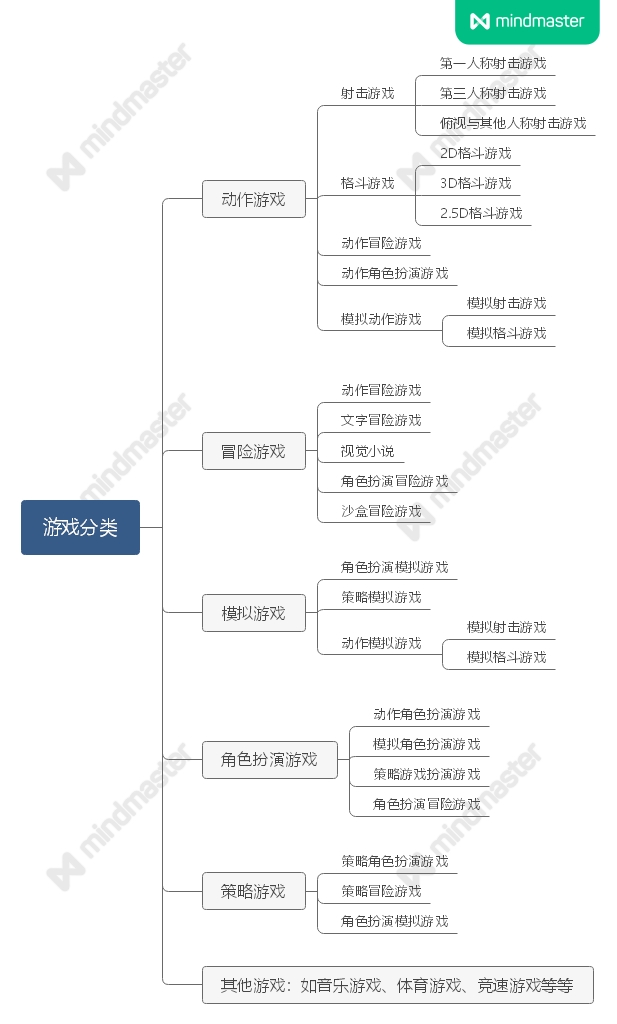 mindmaster
游戏分类
动作游戏
射击游戏
第一人称射击游戏
第三人称射击游戏
俯视与其他人称射击游戏
格斗游戏
2D格斗游戏
3D格斗游戏
2.5D格斗游戏
动作冒险游戏
动作角色扮演游戏
模拟动作游戏
模拟射击游戏
模拟格斗游戏
冒险游戏
动作冒险游戏
文字冒险游戏
视觉小说
角色扮演冒险游戏
沙盒冒险游戏
模拟游戏
角色扮演模拟游戏
策略模拟游戏
动作模拟游戏
模拟射击游戏
模拟格斗游戏
角色扮演游戏
动作角色扮演游戏
模拟角色扮演游戏
策略游戏扮演游戏
角色扮演冒险游戏
策略游戏
策略角色扮演游戏
策略冒险游戏
角色扮演模拟游戏
其他游戏：如音乐游戏、体育游戏、竞速游戏等等
mindmaster
mindmaster
mindmaster
mindmaster
mindmaster
mindmaster